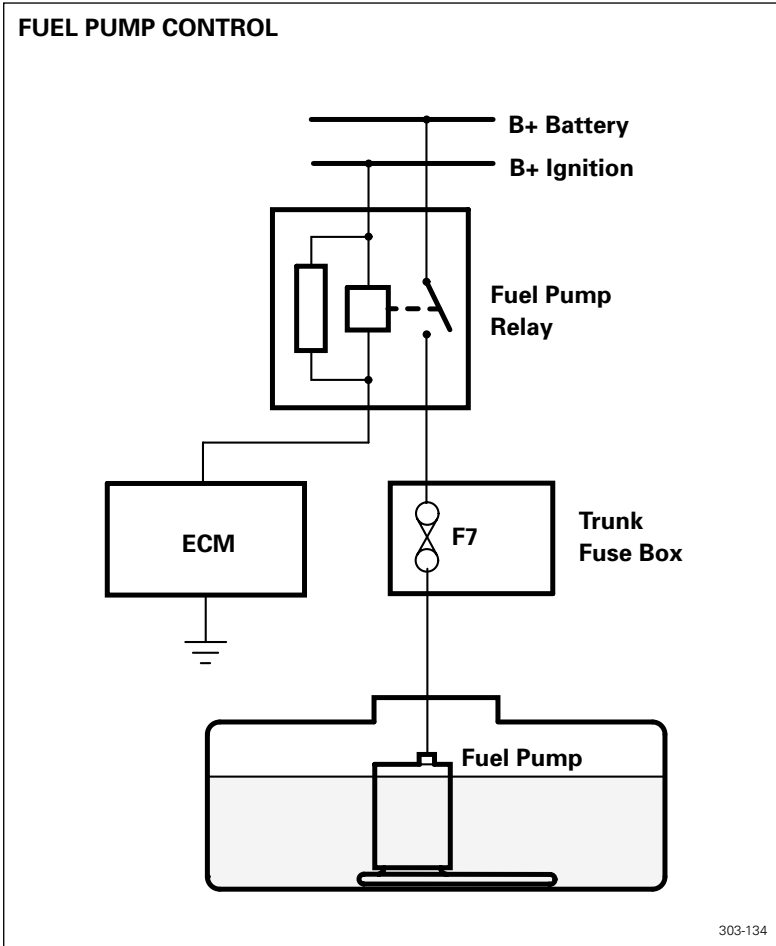 FUEL PUMP CONTROL
B+ Battery
B+ Ignition
Fuel Pump
Relay
ECM
F7
Trunk
Fuse Box
Fuel Pump
303-134